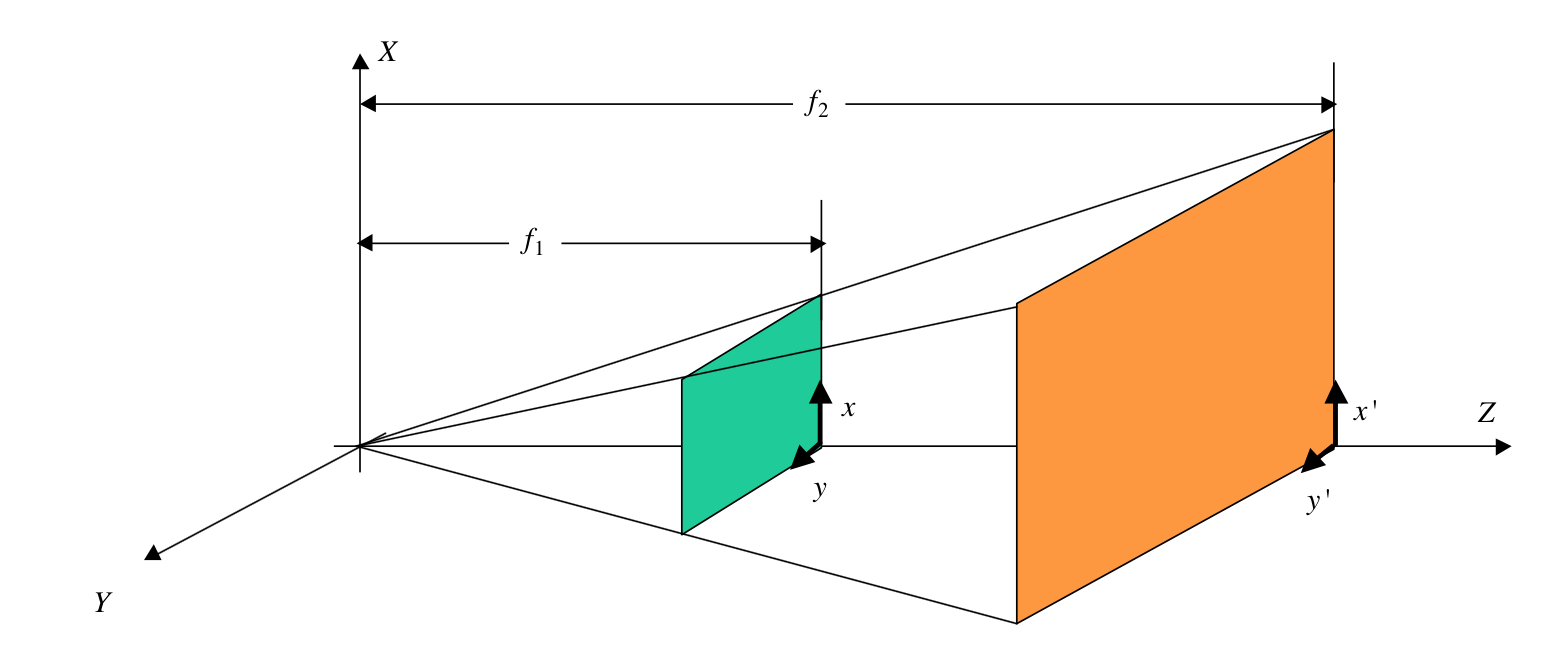 X
f₂
f₁
x
x'
Z
y
y'
Y